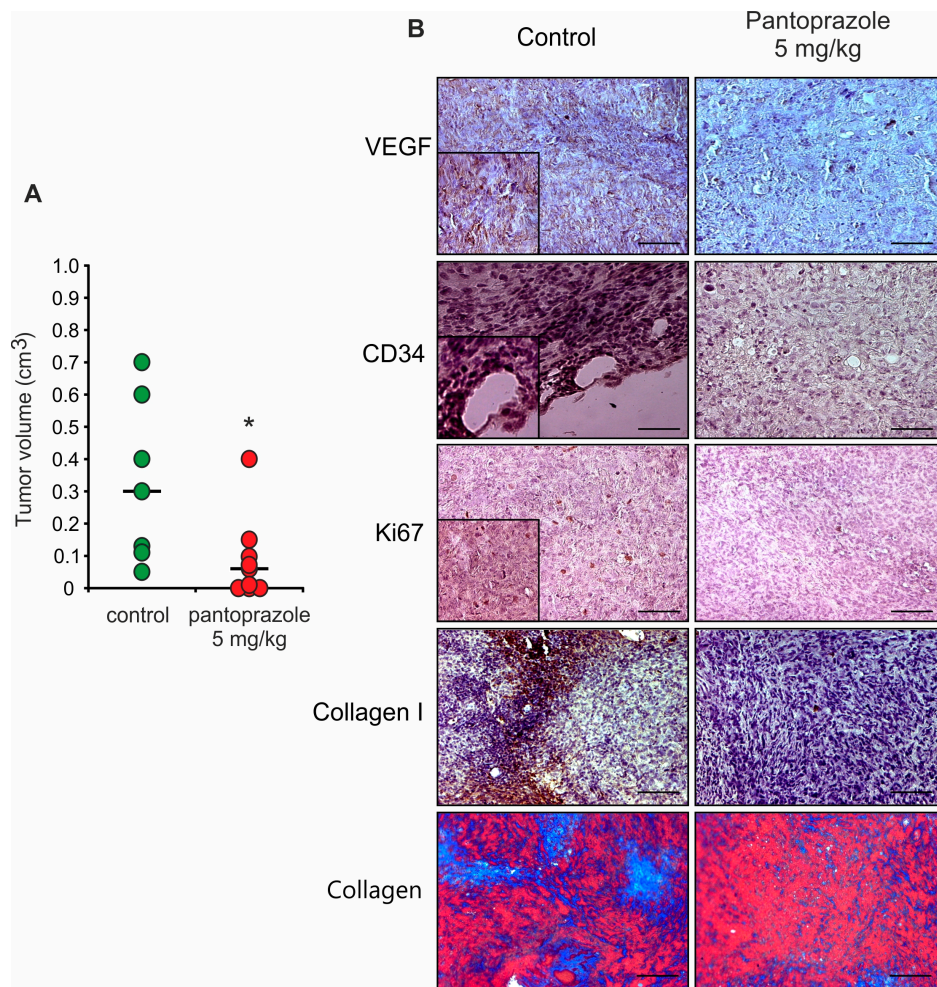 B
Control
Pantoprazole
5 mg/kg
VEGF
CD34
Ki67
Collagen I
Collagen
A
Tumor volume (cm3)
1.0
0.9
0.8
0.7
0.6
0.5
0.4
0.3
0.2
0.1
0
*
control
pantoprazole
5 mg/kg